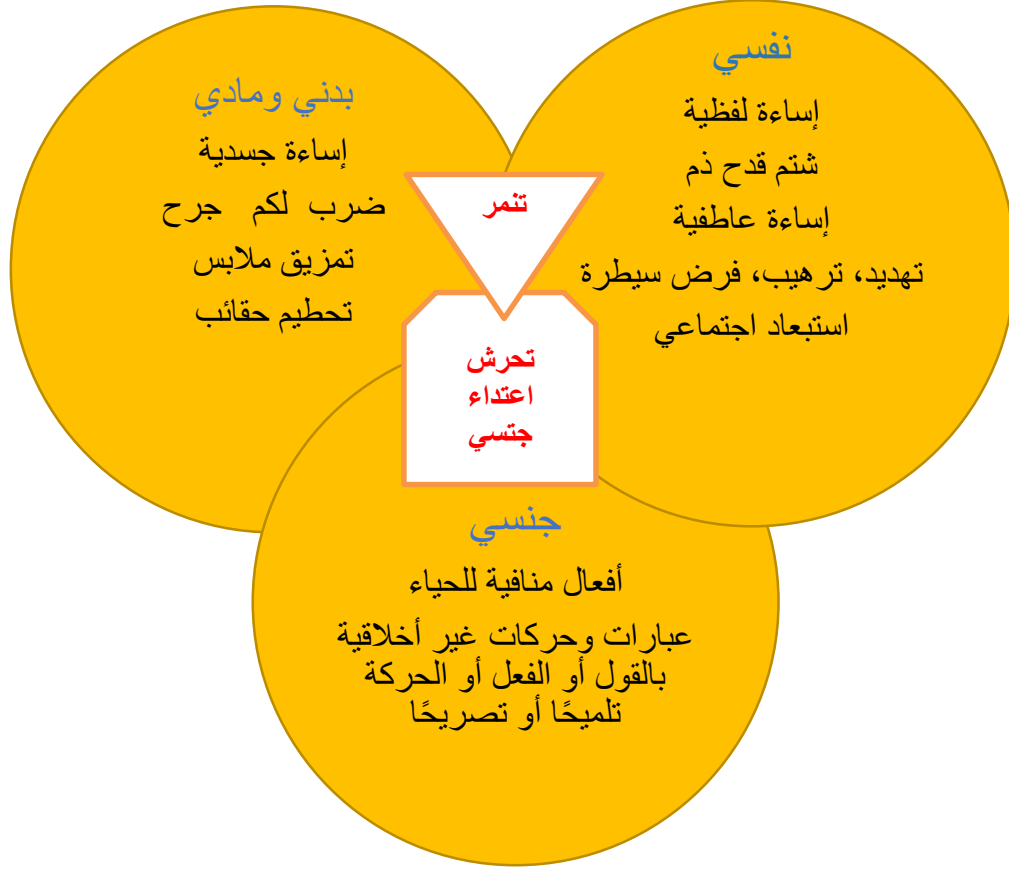 نفسي
إساءة لفظية
شتم قدح ذم
إساءة عاطفية
تهديد، ترهيب، فرض سيطرة
استبعاد اجتماعي
بدني ومادي
إساءة جسدية
ضرب لكم جرح
تمزيق ملابس
تحطيم حقائب
تنمر
تحرش
اعتداء
جتسي
جنسي
أفعال منافية للحياء
عبارات وحركات غير أخلاقية
بالقول أو الفعل أو الحركة
تلميحًا أو تصريحًا